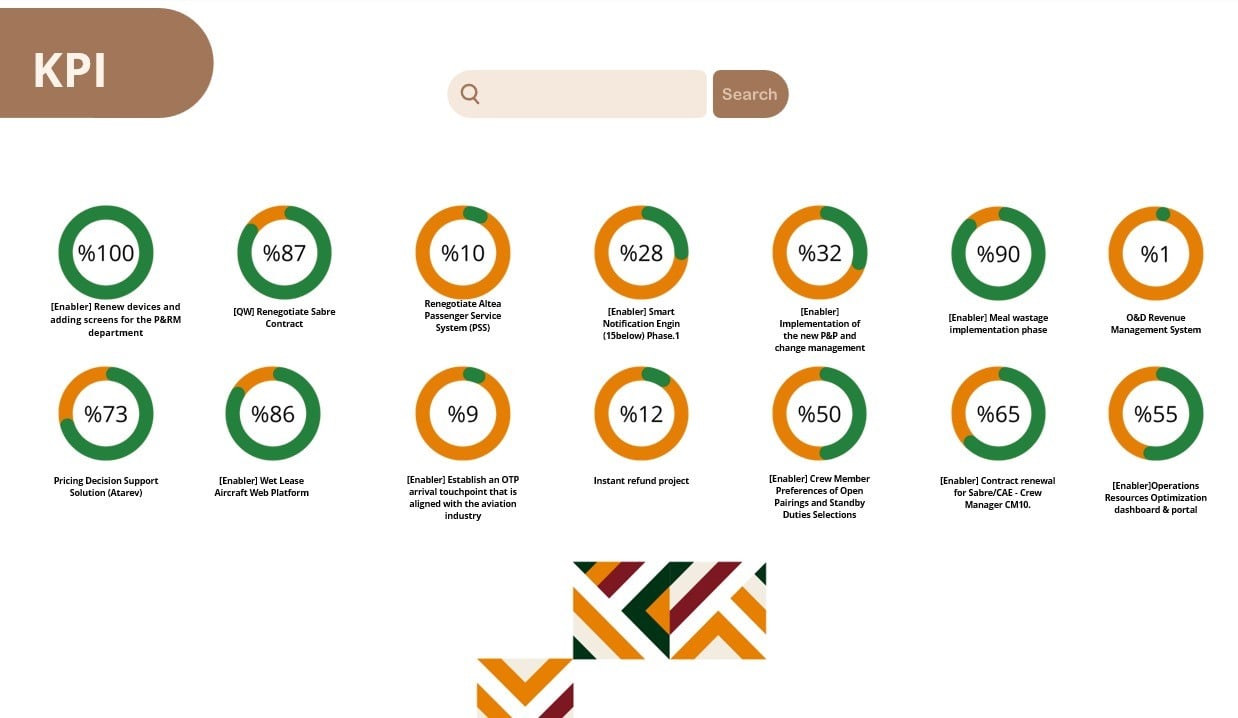 KPI
Search
%100
[Enabler] Renew devices and
adding screens for the P&RM
department
%87
[QW] Renegotiate Sabre
Contract
%10
Renegotiate Altea
Passenger Service
System (PSS)
%28
[Enabler] Smart
Notification Engin
(15below) Phase.1
%32
[Enabler]
Implementation of
the new P&P and
change management
%90
[Enabler] Meal wastage
implementation phase
%1
O&D Revenue
Management System
%73
Pricing Decision Support
Solution (Atarev)
%86
[Enabler] Wet Lease
Aircraft Web Platform
%9
[Enabler] Establish an OTP
arrival touchpoint that is
aligned with the aviation
industry
%12
Instant refund project
%50
[Enabler] Crew Member
Preferences of Open
Pairings and Standby
Duties Selections
%65
[Enabler] Contract renewal
for Sabre/CAE - Crew
Manager CM10.
%55
[Enabler]Operations
Resources Optimization
dashboard & portal